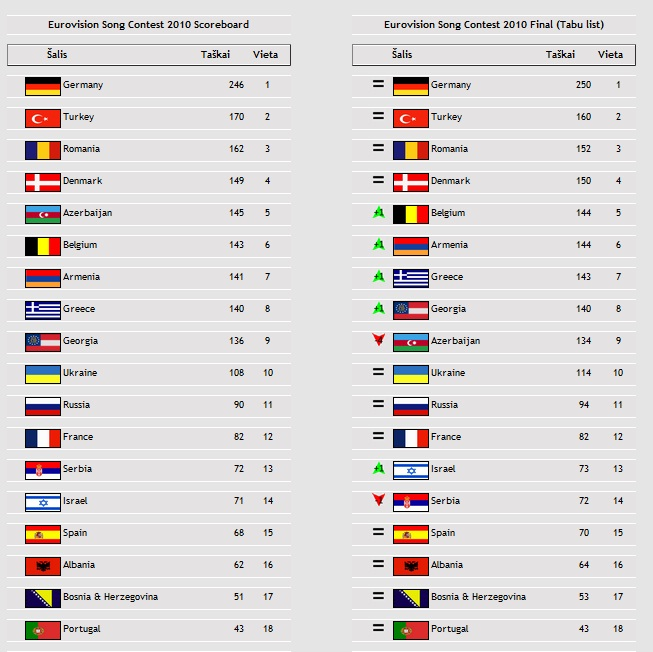 Eurovision Song Contest 2010 Scoreboard
Šalis Taškai Vieta
Germany 246 1
Turkey 170 2
Romania 162 3
Denmark 149 4
Azerbaijan 145 5
Belgium 143 6
Armenia 141 7
Greece 140 8
Georgia 136 9
Ukraine 108 10
Russia 90 11
France 82 12
Serbia 72 13
Israel 71 14
Spain 68 15
Albania 62 16
Bosnia & Herzegovina 51 17
Portugal 43 18
Eurovision Song Contest 2010 Final (Tabu list)
Šalis Taškai Vieta
= Germany 250 1
= Turkey 160 2
= Romania 152 3
= Denmark 150 4
+1 Belgium 144 5
+1 Armenia 144 6
+1 Greece 143 7
+1 Georgia 140 8
Azerbaijan 134 9
= Ukraine 114 10
= Russia 94 11
= France 82 12
+1 Israel 73 13
Serbia 72 14
= Spain 70 15
= Albania 64 16
= Bosnia & Herzegovina 53 17
= Portugal 43 18